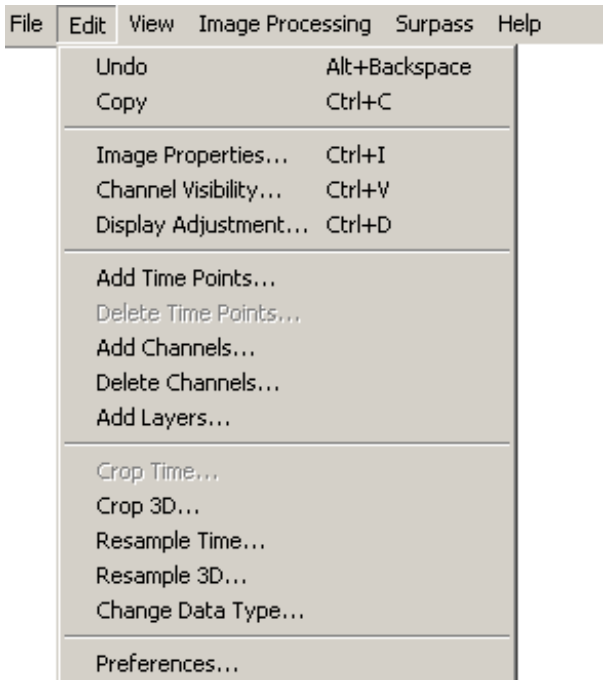 File Edit View Image Processing Surpass Help
Undo Alt+Backspace
Copy Ctrl+C
Image Properties... Ctrl+I
Channel Visibility... Ctrl+V
Display Adjustment... Ctrl+D
Add Time Points...
Delete Time Points...
Add Channels...
Delete Channels...
Add Layers...
Crop Time...
Crop 3D...
Resample Time...
Resample 3D...
Change Data Type...
Preferences...